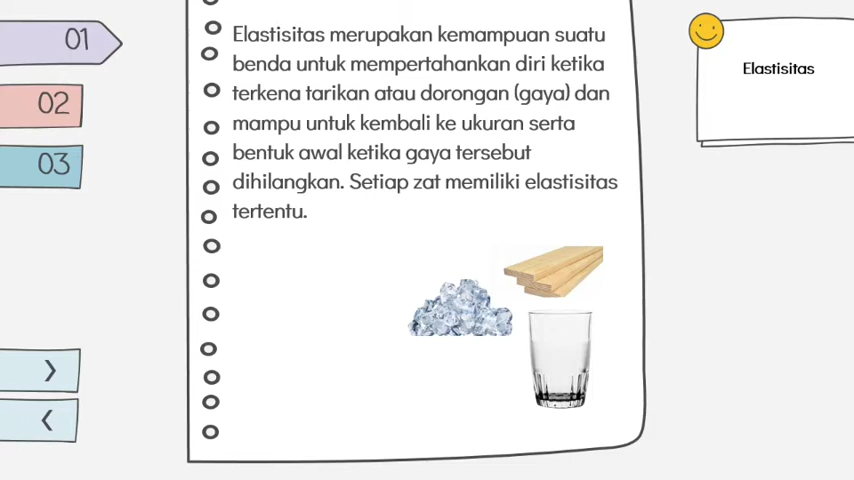 01
02
03
Elastisitas merupakan kemampuan suatu
benda untuk mempertahankan diri ketika
terkena tarikan atau dorongan (gaya) dan
mampu untuk kembali ke ukuran serta
bentuk awal ketika gaya tersebut
dihilangkan. Setiap zat memiliki elastisitas
tertentu.
Elastisitas